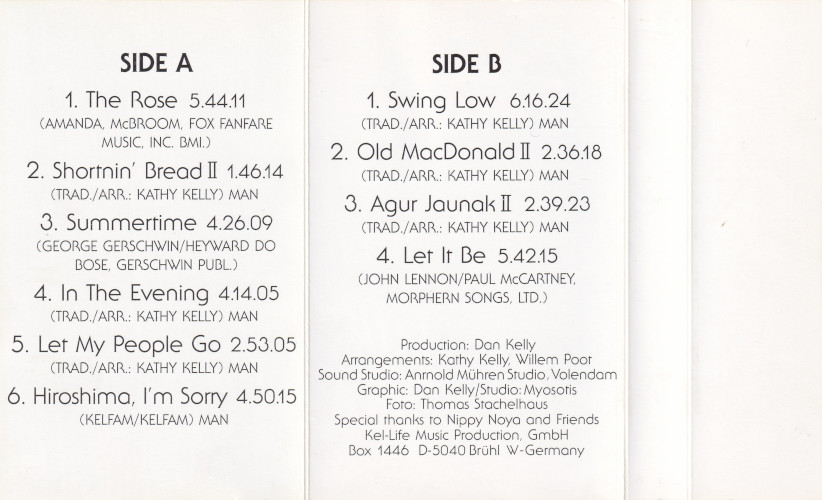 SIDE A
1. The Rose 5.44.11
(AMANDA, McBROOM, FOX FANFARE
MUSIC, INC. BMI.)
2. Shortnin' Bread II 1.46.14
(TRAD./ARR.: KATHY KELLY) MAN
3. Summertime 4.26.09
(GEORGE GERSCHWIN/HEYWARD DO
BOSE, GERSCHWIN PUBL.)
4. In The Evening 4.14.05
(TRAD./ARR.: KATHY KELLY) MAN
5. Let My People Go 2.53.05
(TRAD./ARR.: KATHY KELLY) MAN
6. Hiroshima, I'm Sorry 4.50.15
(KELFAM/KELFAM) MAN
SIDE B
1. Swing Low 6.16.24
(TRAD./ARR.: KATHY KELLY) MAN
2. Old MacDonald II 2.36.18
(TRAD./ARR.: KATHY KELLY) MAN
3. Agur Jaunak II 2.39.23
(TRAD./ARR.: KATHY KELLY) MAN
4. Let It Be 5.42.15
(JOHN LENNON/PAUL McCARTNEY,
MORPHERN SONGS, LTD.)
Production: Dan Kelly
Arrangements: Kathy Kelly, Willem Poot
Sound Studio: Anrnold Mühren Studio, Volendam
Graphic: Dan Kelly/Studio: Myosotis
Foto: Thomas Stachelhaus
Special thanks to Nippy Noya and Friends
Kel-Life Music Production, GmbH
Box 1446 D-5040 Brühl W-Germany